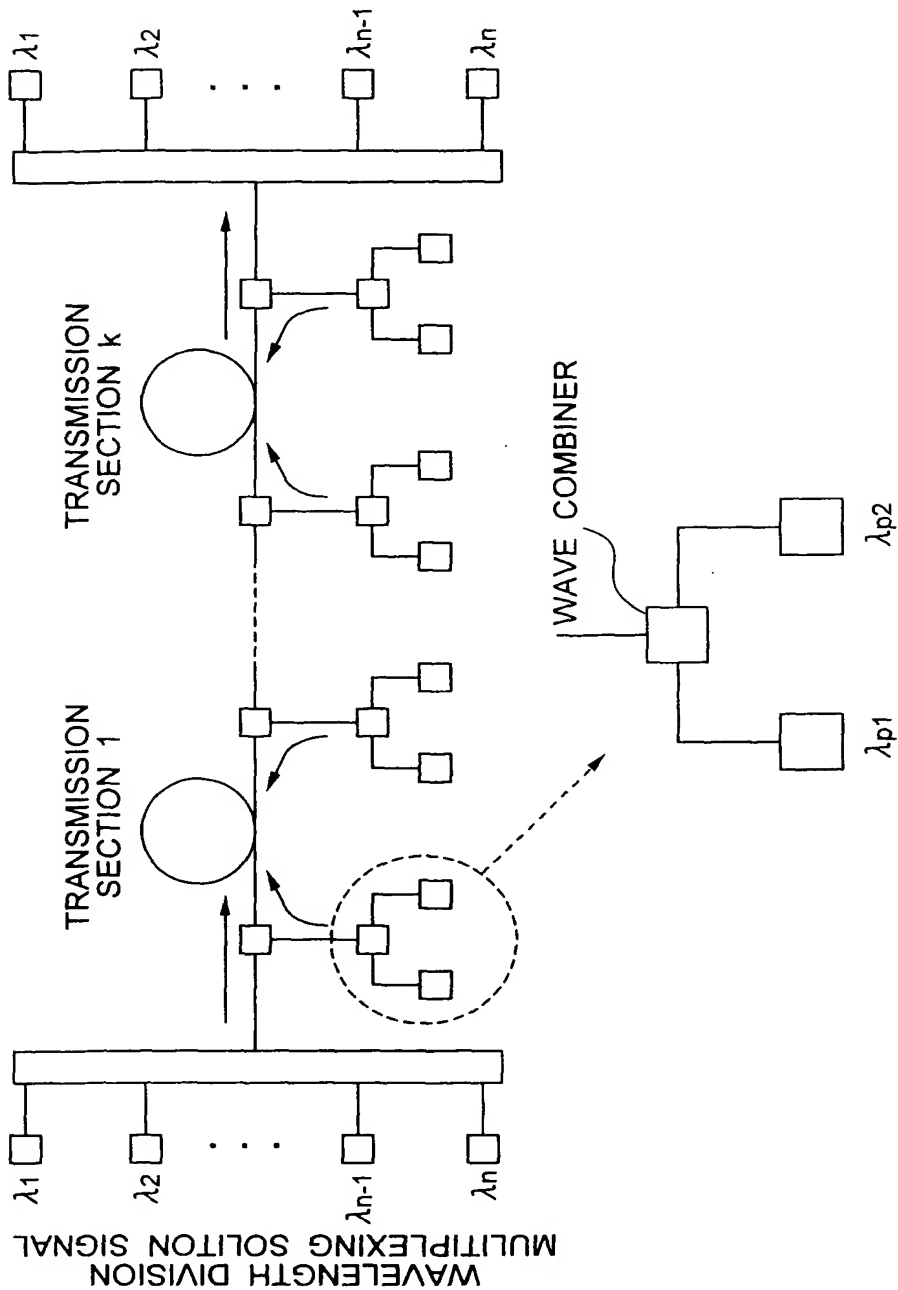 WAVELENGTH DIVISION
MULITIPLEXING SOLITON SIGNAL
λ1
λ2
. . .
λn-1
λn
TRANSMISSION
SECTION 1
TRANSMISSION
SECTION k
λ1
λ2
. . .
λn-1
λn
WAVE COMBINER
λp1
λp2